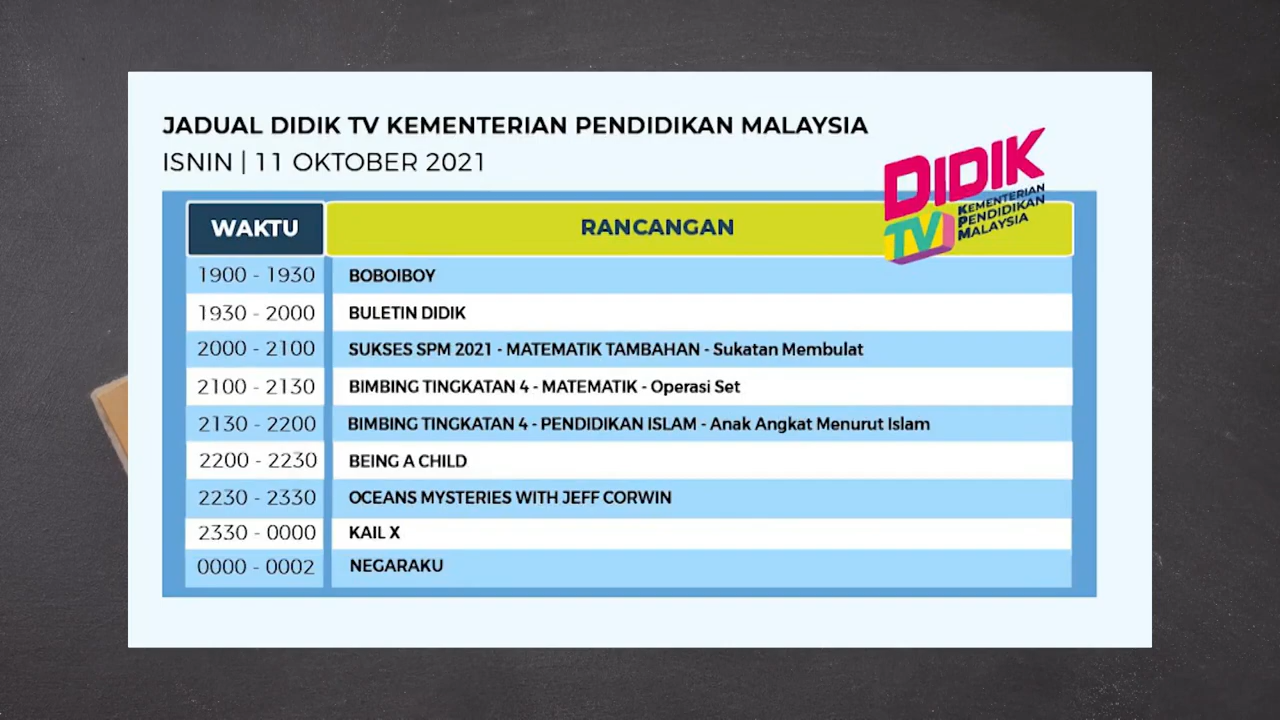 JADUAL DIDIK TV KEMENTERIAN PENDIDIKAN MALAYSIA
ISNIN | 11 OKTOBER 2021
DIDIK
TV
KEMENTERIAN
PENDIDIKAN
MALAYSIA
WAKTU RANCANGAN
1900 - 1930 BOBOIBOY
1930 - 2000 BULETIN DIDIK
2000 - 2100 SUKSES SPM 2021 - MATEMATIK TAMBAHAN - Sukatan Membulat
2100 - 2130 BIMBING TINGKATAN 4 - MATEMATIK - Operasi Set
2130 - 2200 BIMBING TINGKATAN 4 - PENDIDIKAN ISLAM - Anak Angkat Menurut Islam
2200 - 2230 BEING A CHILD
2230 - 2330 OCEANS MYSTERIES WITH JEFF CORWIN
2330 - 0000 KAIL X
0000 - 0002 NEGARAKU